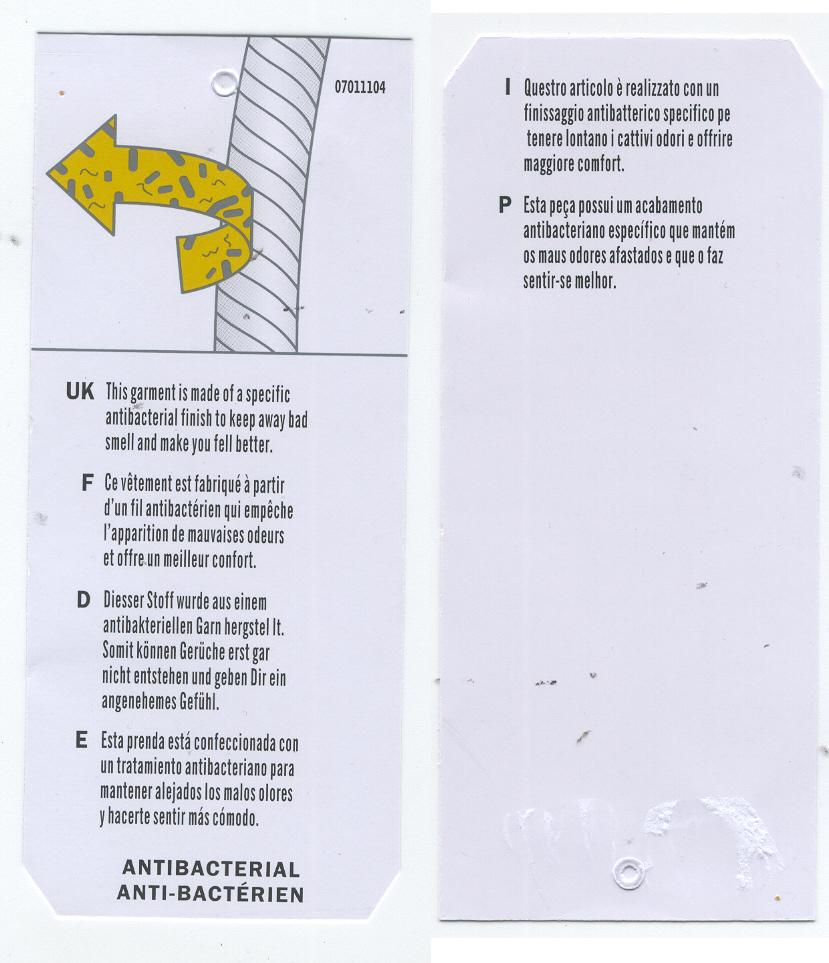 07011104
UK This garment is made of a specific
antibacterial finish to keep away bad
smell and make you fell better.
F Ce vêtement est fabriqué à partir
d'un fil antibactérien qui empêche
l'apparition de mauvaises odeurs
et offre un meilleur confort.
D Diesser Stoff wurde aus einem
antibakteriellen Garn hergstel lt.
Somit können Gerüche erst gar
nicht entstehen und geben Dir ein
angenehemes Gefühl.
E Esta prenda está confeccionada con
un tratamiento antibacteriano para
mantener alejados los malos olores
y hacerte sentir más cómodo.
ANTIBACTERIAL
ANTI-BACTÉRIEN
I Questro articolo è realizzato con un
finissaggio antibatterico specifico pe
tenere lontano i cattivi odori e offrire
maggiore comfort.
P Esta peça possui um acabamento
antibacteriano específico que mantém
os maus odores afastados e que o faz
sentir-se melhor.